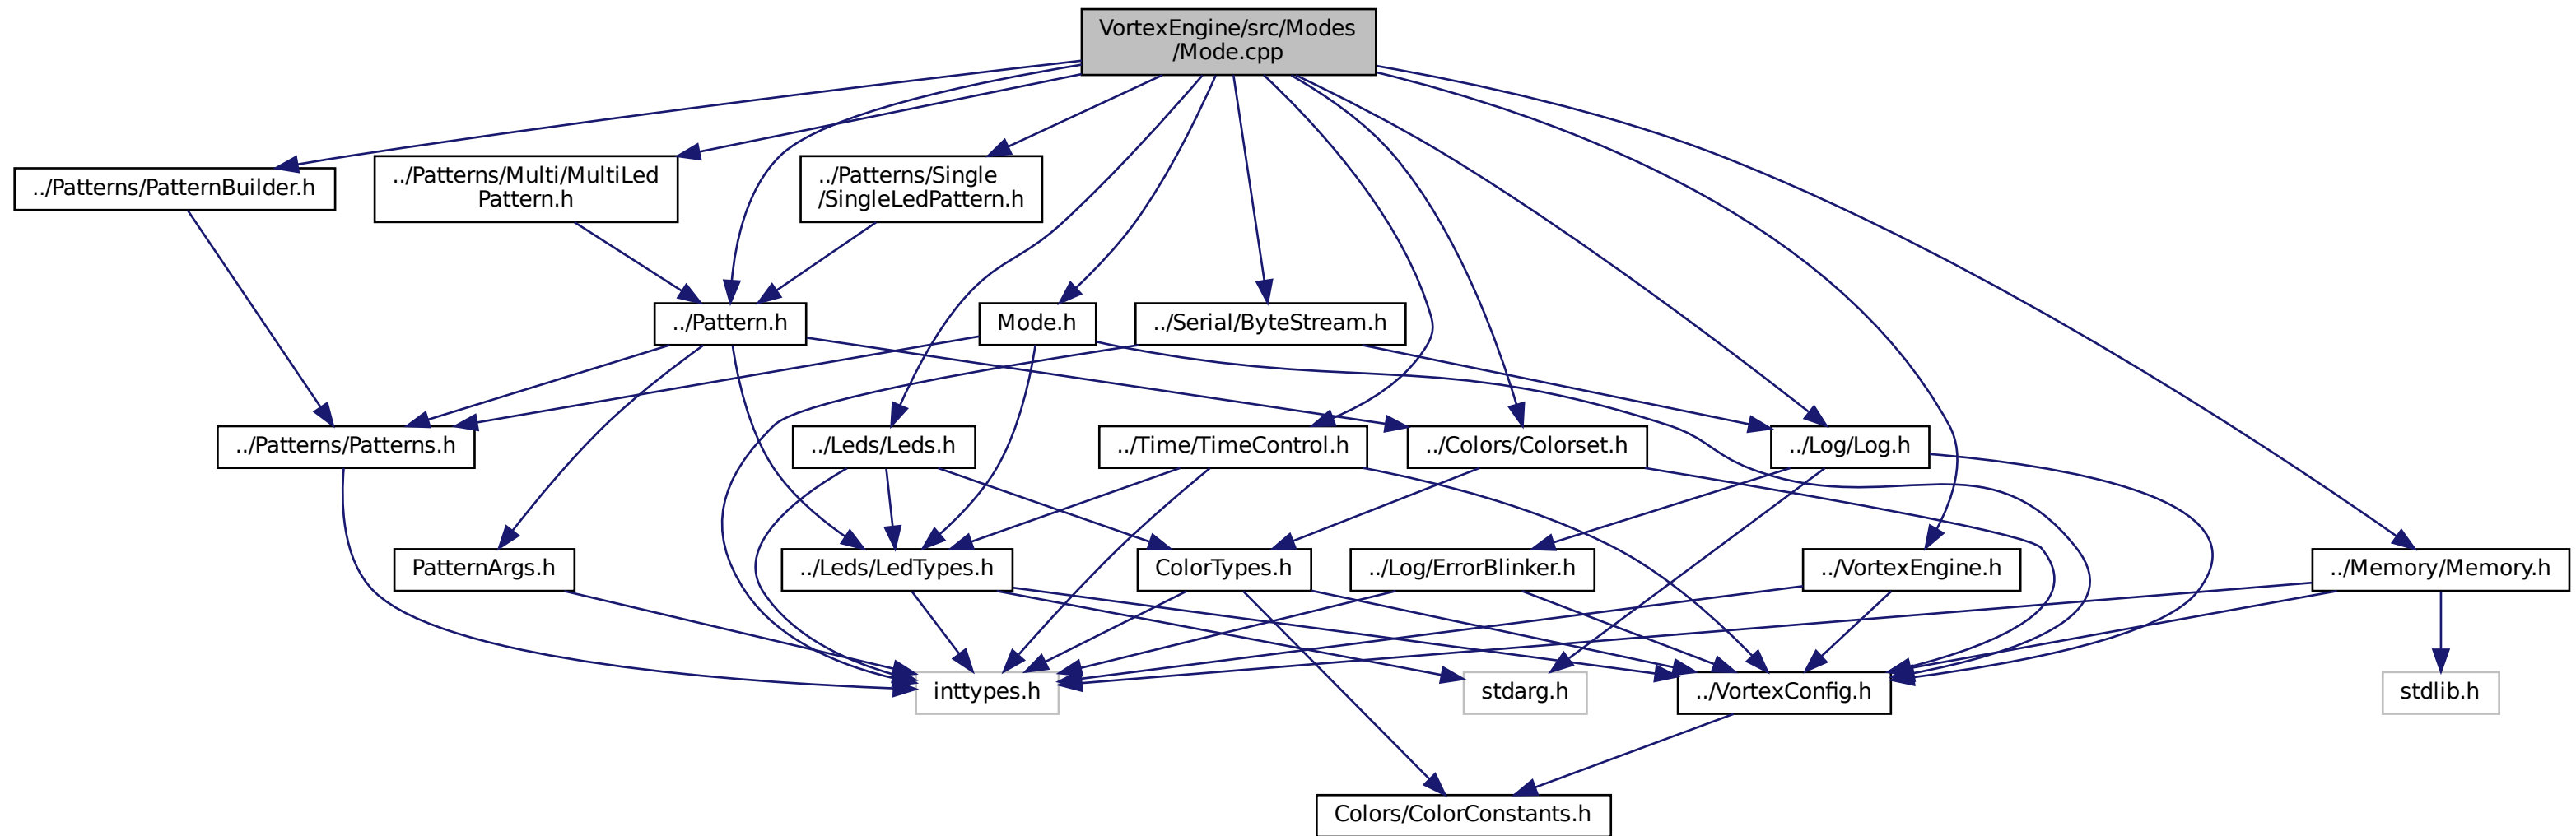 VortexEngine/src/Modes
/Mode.cpp
../Patterns/PatternBuilder.h
../Patterns/Multi/MultiLed
Pattern.h
../Patterns/Single
/SingleLedPattern.h
../Pattern.h
Mode.h
../Serial/ByteStream.h
../Patterns/Patterns.h
../Leds/Leds.h
../Time/TimeControl.h
../Colors/Colorset.h
../Log/Log.h
PatternArgs.h
../Leds/LedTypes.h
ColorTypes.h
../Log/ErrorBlinker.h
../VortexEngine.h
../Memory/Memory.h
inttypes.h
stdarg.h
../VortexConfig.h
stdlib.h
Colors/ColorConstants.h